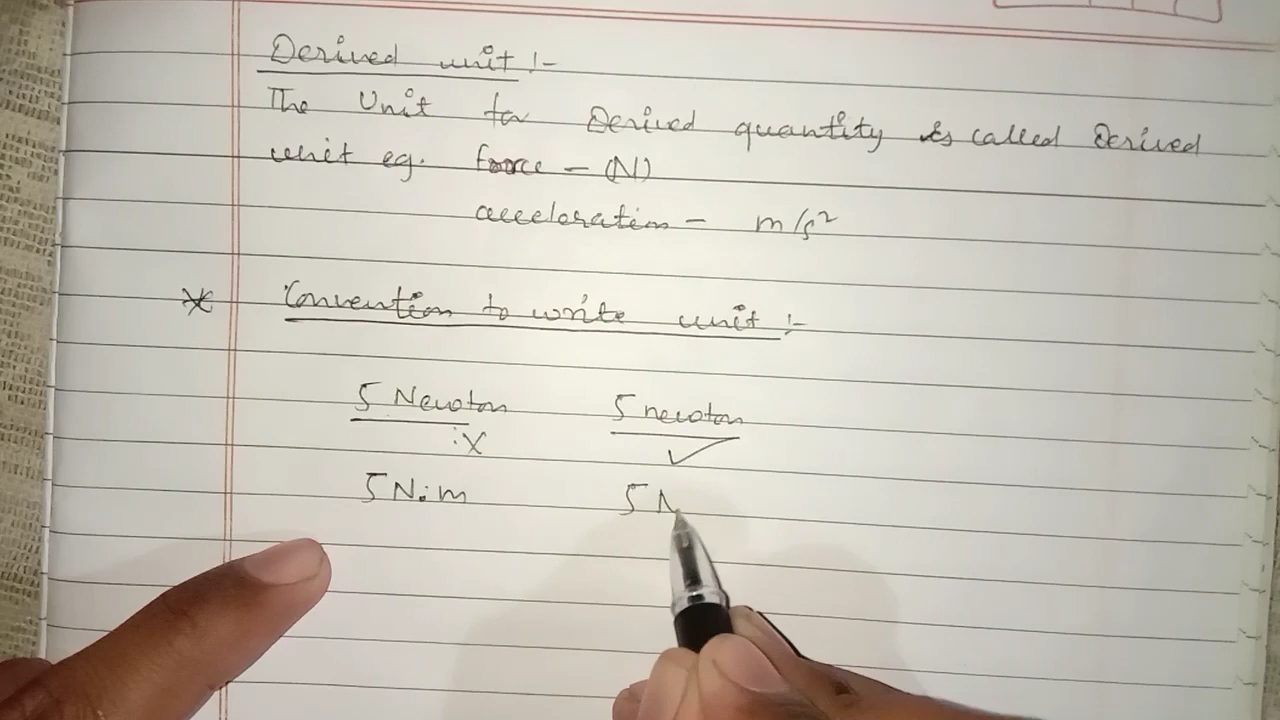 Derived unit :-
The Unit for Derived quantity is called Derived
unit eg. force - (N)
acceleration - m/s²
* Convention to write unit :-
5 Newton 5 newton
x ✓
5 N.m 5 N